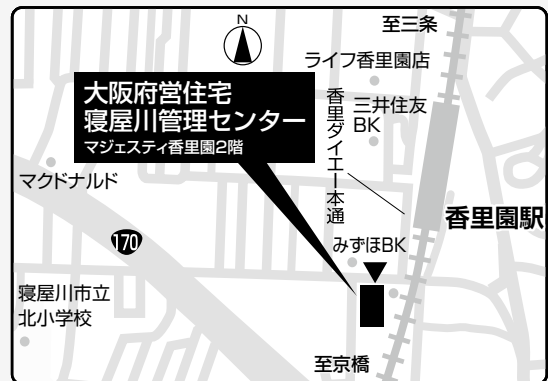 N
至三条
ライフ香里園店
大阪府営住宅
寝屋川管理センター
マジェスティ香里園2階
三井住友
BK
香里ダイエー本通
マクドナルド
香里園駅
170
みずほBK
寝屋川市立
北小学校
至京橋